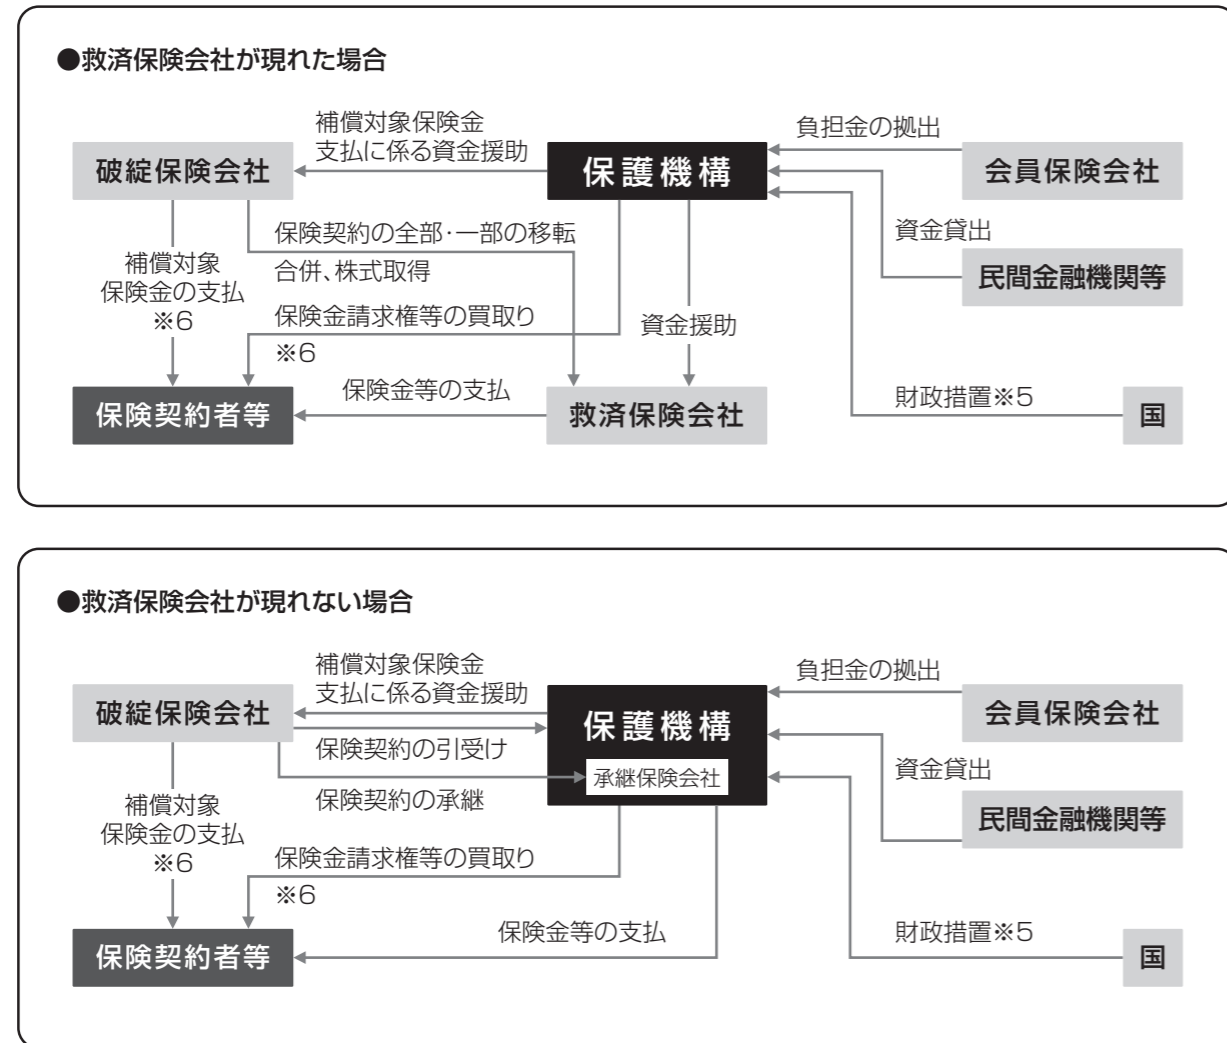 ●救済保険会社が現れた場合
補償対象保険金
支払に係る資金援助
負担金の拠出
破綻保険会社
保護機構
会員保険会社
保険契約の全部・一部の移転
合併、株式取得
資金貸出
補償対象
保険金の支払
※6
民間金融機関等
保険金請求権等の買取り
※6
資金援助
保険金等の支払
財政措置※5
保険契約者等
救済保険会社
国
●救済保険会社が現れない場合
補償対象保険金
支払に係る資金援助
負担金の拠出
破綻保険会社
保護機構
会員保険会社
保険契約の引受け
資金貸出
承継保険会社
保険契約の承継
補償対象
保険金の支払
※6
民間金融機関等
保険金請求権等の買取り
※6
保険金等の支払
財政措置※5
保険契約者等
国